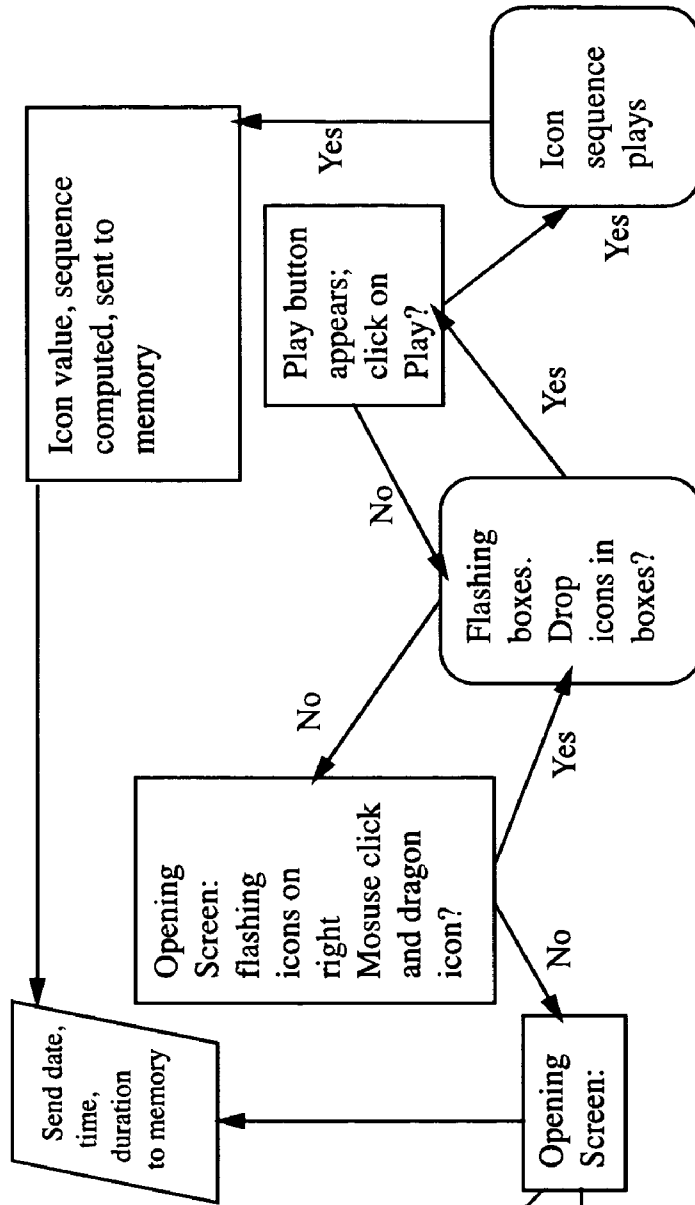 Send date,
time,
duration
to memory
Icon value, sequence
computed, sent to
memory
Opening
Screen:
flashing
icons on
right
Mosuse click
and dragon
icon?
Play button
appears;
click on
Play?
No
No
Yes
Opening
Screen:
No
Yes
Flashing
boxes.
Drop
icons in
boxes?
Yes
Yes
Icon
sequence
plays